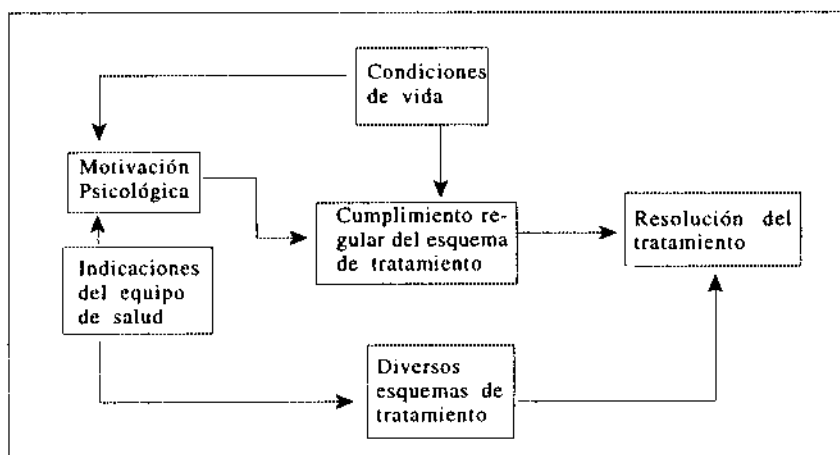 Condiciones
de vida
Motivación
Psicológica
Cumplimiento re-
gular del esquema
de tratamiento
Resolución del
tratamiento
Indicaciones
del equipo
de salud
Diversos
esquemas de
tratamiento